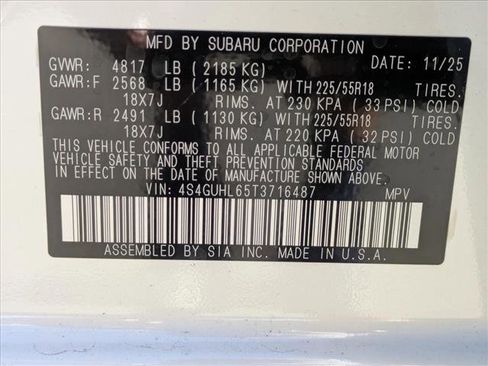 MFD BY SUBARU CORPORATION
GVWR: 4817 LB (2185 KG) DATE: 11/25
GAWR:F 2568 LB (1165 KG) WITH 225/55R18 TIRES.
18X7J RIMS. AT 230 KPA (33 PSI) COLD
GAWR:R 2491 LB (1130 KG) WITH 225/55R18 TIRES.
18X7J RIMS. AT 220 KPA (32 PSI) COLD
THIS VEHICLE CONFORMS TO ALL APPLICABLE FEDERAL MOTOR
VEHICLE SAFETY AND THEFT PREVENTION STANDARDS
IN EFFECT ON THE DATE OF MANUFACTURE SHOWN ABOVE.
VIN: 4S4GUHL65T3716487 MPV
ASSEMBLED BY SIA INC. MADE IN U.S.A.